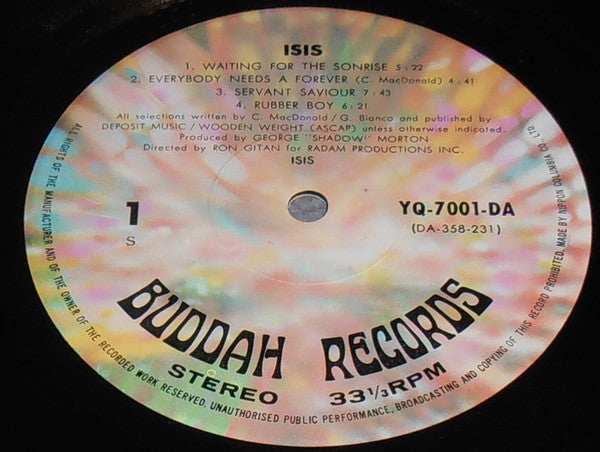 ISIS
1. WAITING FOR THE SONRISE 5:22
2. EVERYBODY NEEDS A FOREVER (C. MacDonald) 4:41
3. SERVANT SAVIOUR 7:43
4. RUBBER BOY 6:21
All selections written by C. MacDonald / G. Bianco and published by
DEPOSIT MUSIC / WOODEN WEIGHT (ASCAP) unless otherwise indicated.
Produced by GEORGE "SHADOW" MORTON
Directed by RON GITAN for RADAM PRODUCTIONS INC.
ISIS
1
S
YQ-7001-DA
(DA-358-231)
BUDDAH RECORDS
STEREO 33 1/3 RPM
ALL RIGHTS OF THE MANUFACTURER AND OF THE OWNER OF THE RECORDED WORK RESERVED. UNAUTHORISED PUBLIC PERFORMANCE, BROADCASTING AND COPYING OF THIS RECORD PROHIBITED. MADE BY NIPPON COLUMBIA CO. LTD.